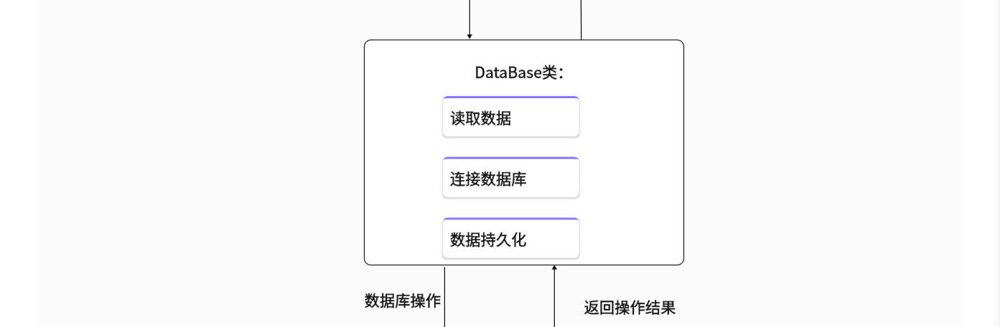 DataBase类：
读取数据
连接数据库
数据持久化
数据库操作
返回操作结果